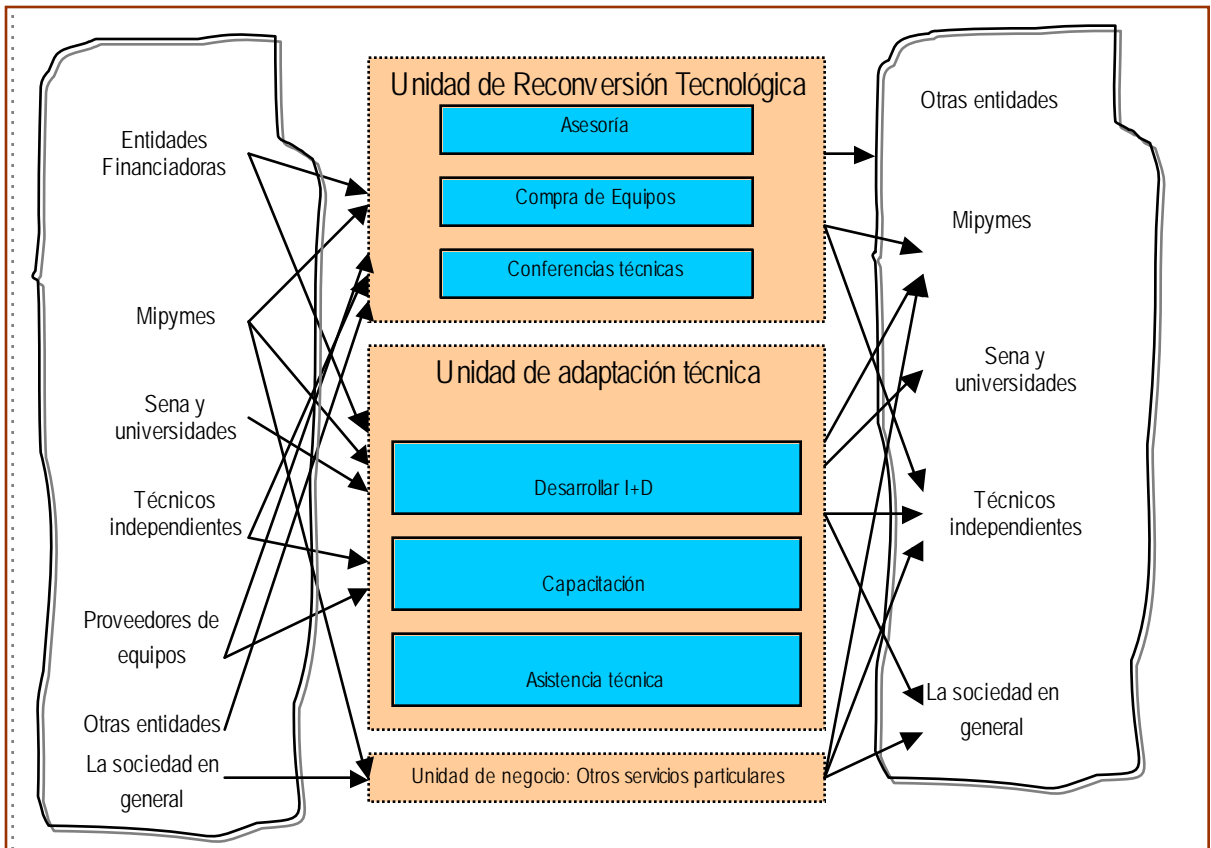 Entidades
Financiadoras
Mipymes
Sena y
universidades
Técnicos
independientes
Proveedores de
equipos
Otras entidades
La sociedad en
general
Unidad de Reconversión Tecnológica
Asesoría
Compra de Equipos
Conferencias técnicas
Unidad de adaptación técnica
Desarrollar I+D
Capacitación
Asistencia técnica
Unidad de negocio: Otros servicios particulares
Otras entidades
Mipymes
Sena y
universidades
Técnicos
independientes
La sociedad en
general